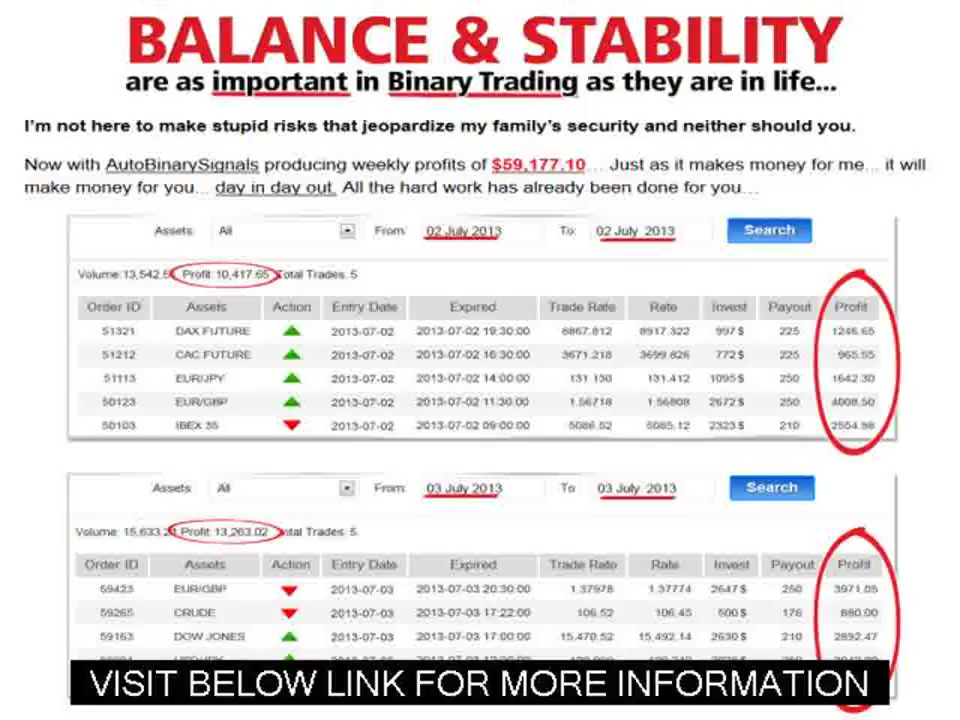 BALANCE & STABILITY
are as important in Binary Trading as they are in life...
I'm not here to make stupid risks that jeopardize my family's security and neither should you.
Now with AutoBinarySignals producing weekly profits of $59,177.10... Just as it makes money for me... it will
make money for you... day in day out. All the hard work has already been done for you...
Assets: All From: 02 July 2013 To: 02 July 2013 Search
Volume:13,542.5 Profit: 10,417.65 Total Trades: 5
Order ID Assets Action Entry Date Expired Trade Rate Rate Invest Payout Profit
51321 DAX FUTURE 2013-07-02 2013-07-02 19:30:00 8867.812 8917.322 997$ 225 1246.65
51212 CAC FUTURE 2013-07-02 2013-07-02 16:30:00 3671.218 3699.826 772$ 225 965.55
51113 EUR/JPY 2013-07-02 2013-07-02 14:00:00 131.130 131.412 1095$ 250 1642.30
50123 EUR/GBP 2013-07-02 2013-07-02 11:30:00 1.56718 1.56808 2672$ 250 4008.50
50103 IBEX 35 2013-07-02 2013-07-02 09:00:00 5086.52 5085.12 2323$ 210 2554.98
Assets: All From: 03 July 2013 To 03 July 2013 Search
Volume: 15,633.2 Profit: 13,263.02 Total Trades: 5
Order ID Assets Action Entry Date Expired Trade Rate Rate Invest Payout Profit
59423 EUR/GBP 2013-07-03 2013-07-03 20:30:00 1.37978 1.37774 2647$ 250 3971.05
59265 CRUDE 2013-07-03 2013-07-03 17:22:00 106.52 106.45 500$ 176 880.00
59163 DOW JONES 2013-07-03 2013-07-03 17:00:00 15,470.52 15,492.14 2630$ 210 2892.47
VISIT BELOW LINK FOR MORE INFORMATION